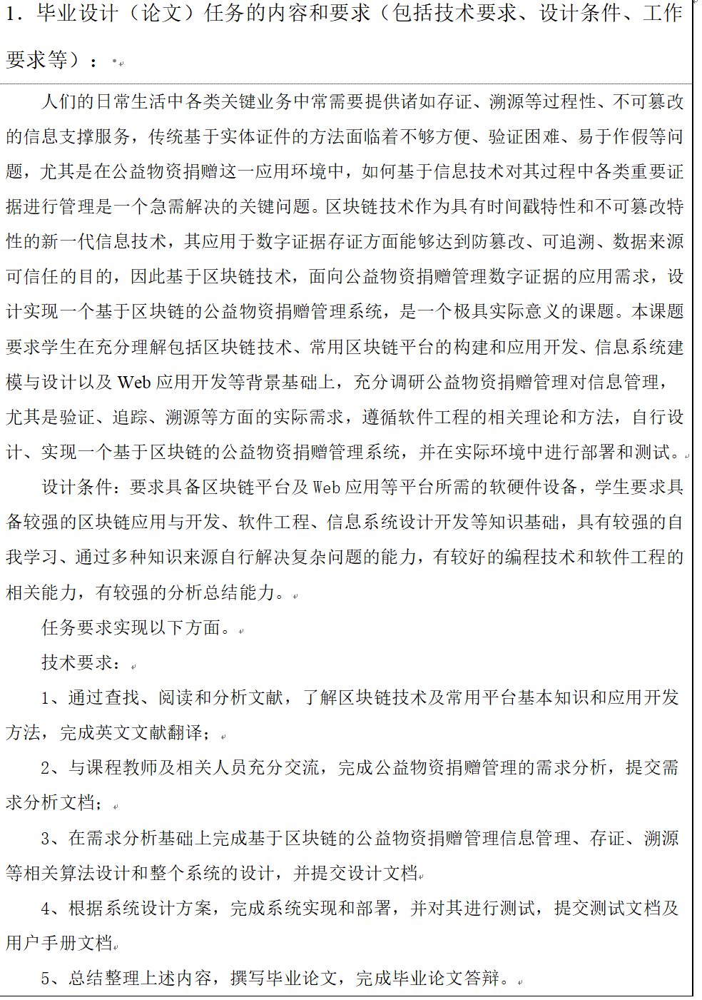 1．毕业设计（论文）任务的内容和要求（包括技术要求、设计条件、工作
要求等）：
人们的日常生活中各类关键业务中常需要提供诸如存证、溯源等过程性、不可篡改
的信息支撑服务，传统基于实体证件的方法面临着不够方便、验证困难、易于作假等问
题，尤其是在公益物资捐赠这一应用环境中，如何基于信息技术对其过程中各类重要证
据进行管理是一个急需解决的关键问题。区块链技术作为具有时间戳特性和不可篡改特
性的新一代信息技术，其应用于数字证据存证方面能够达到防篡改、可追溯、数据来源
可信任的目的，因此基于区块链技术，面向公益物资捐赠管理数字证据的应用需求，设
计实现一个基于区块链的公益物资捐赠管理系统，是一个极具实际意义的课题。本课题
要求学生在充分理解包括区块链技术、常用区块链平台的构建和应用开发、信息系统建
模与设计以及 Web 应用开发等背景基础上，充分调研公益物资捐赠管理对信息管理，
尤其是验证、追踪、溯源等方面的实际需求，遵循软件工程的相关理论和方法，自行设
计、实现一个基于区块链的公益物资捐赠管理系统，并在实际环境中进行部署和测试。
设计条件：要求具备区块链平台及 Web 应用等平台所需的软硬件设备，学生要求具
备较强的区块链应用与开发、软件工程、信息系统设计开发等知识基础，具有较强的自
我学习、通过多种知识来源自行解决复杂问题的能力，有较好的编程技术和软件工程的
相关能力，有较强的分析总结能力。
任务要求实现以下方面。
技术要求：
1、通过查找、阅读和分析文献，了解区块链技术及常用平台基本知识和应用开发
方法，完成英文文献翻译；
2、与课程教师及相关人员充分交流，完成公益物资捐赠管理的需求分析，提交需
求分析文档；
3、在需求分析基础上完成基于区块链的公益物资捐赠管理信息管理、存证、溯源
等相关算法设计和整个系统的设计，并提交设计文档
4、根据系统设计方案，完成系统实现和部署，并对其进行测试，提交测试文档及
用户手册文档
5、总结整理上述内容，撰写毕业论文，完成毕业论文答辩。